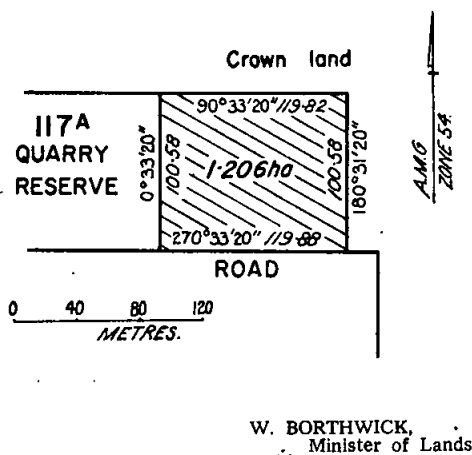 Crown land
90°33'20" 119·82
117A
QUARRY
RESERVE
0°33'20"
100·58
1·206ha
100·58
180°31'20"
A.M.G
ZONE 54.
270°33'20" 119·88
ROAD
0 40 80 120
METRES.
W. BORTHWICK,
Minister of Lands